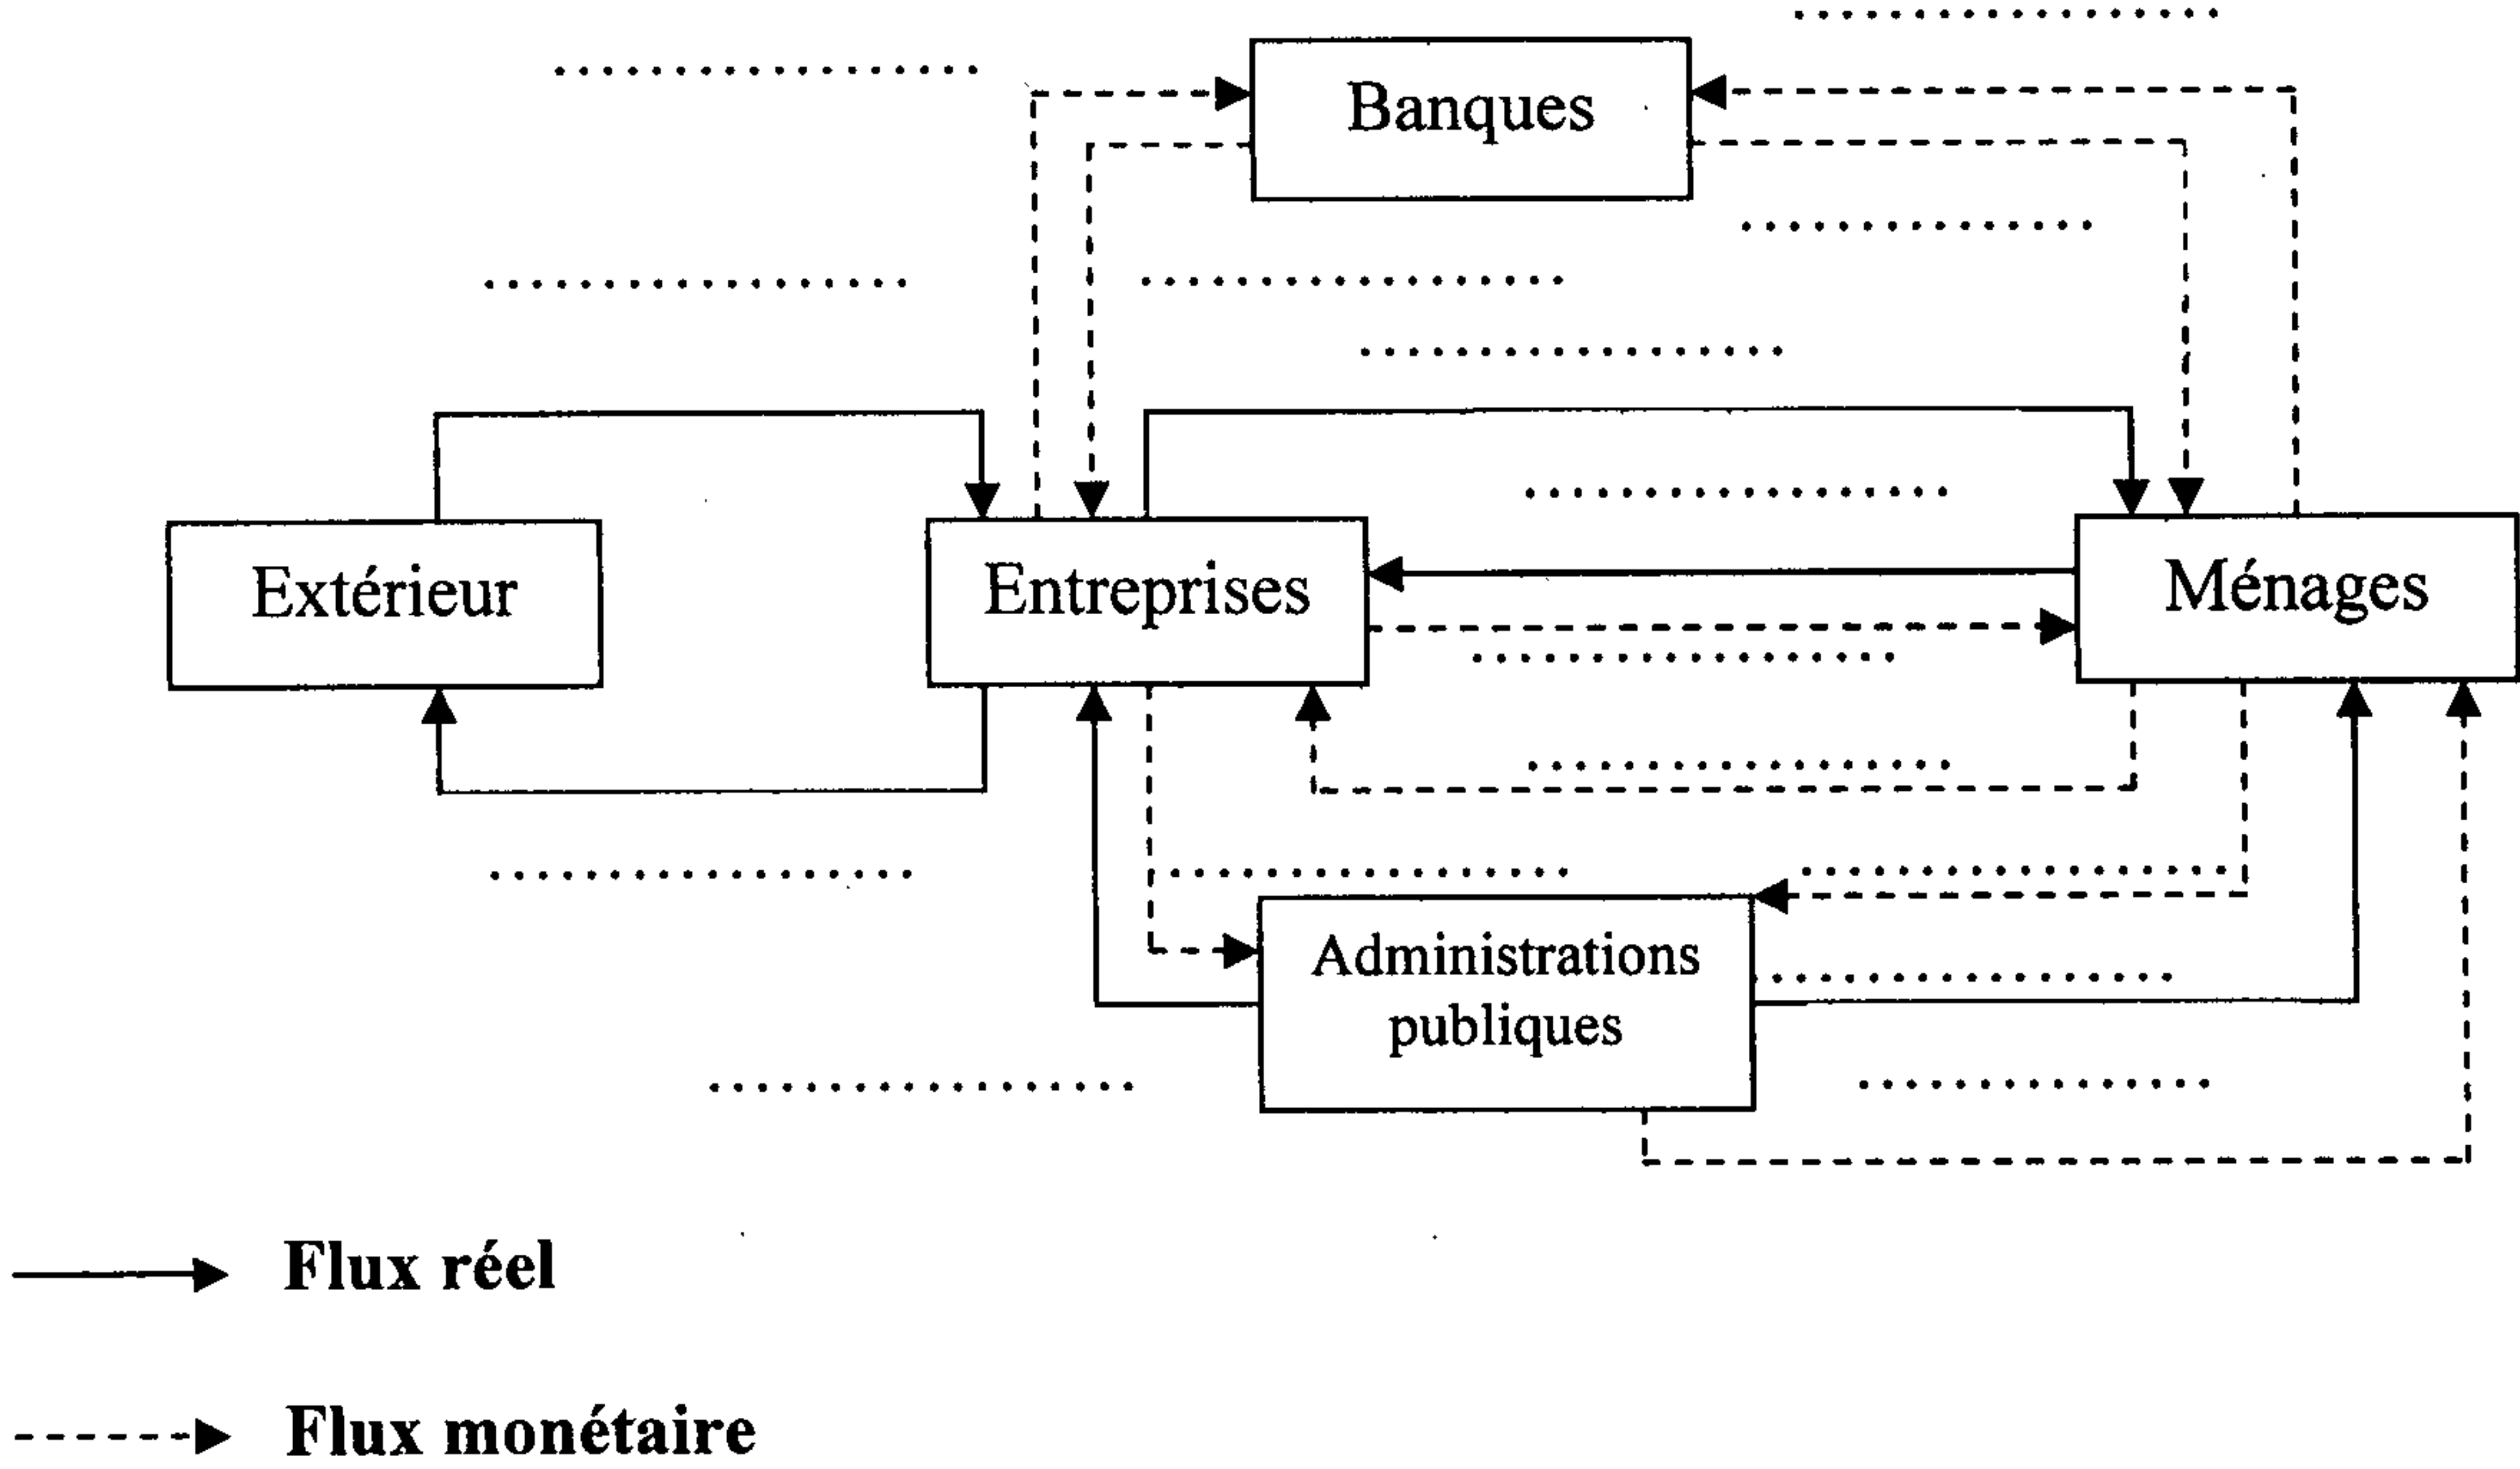 Banques
Extérieur
Entreprises
Ménages
Administrations
publiques
Flux réel
Flux monétaire